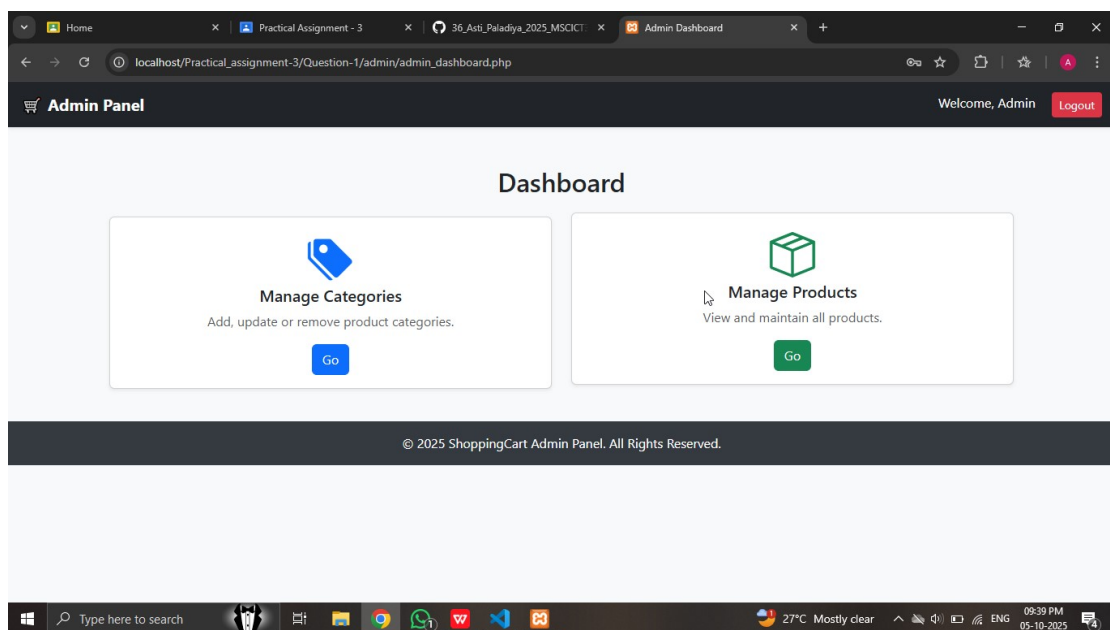 Home
Practical Assignment - 3
36_Asti_Paladiya_2025_MSCICT
Admin Dashboard
localhost/Practical_assignment-3/Question-1/admin/admin_dashboard.php
A
Admin Panel
Welcome, Admin
Logout
Dashboard
Manage Categories
Add, update or remove product categories.
Go
Manage Products
View and maintain all products.
Go
© 2025 ShoppingCart Admin Panel. All Rights Reserved.
Type here to search
1
W
27°C Mostly clear
ENG
09:39 PM
05-10-2025
4